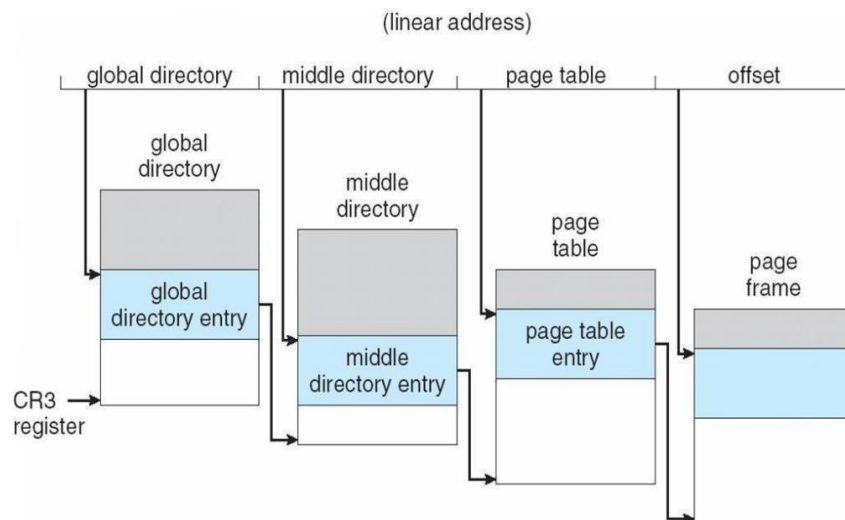 (linear address)
global directory
middle directory
page table
offset
global
directory
middle
directory
page
table
page
frame
global
directory entry
middle
directory entry
page table
entry
CR3
register